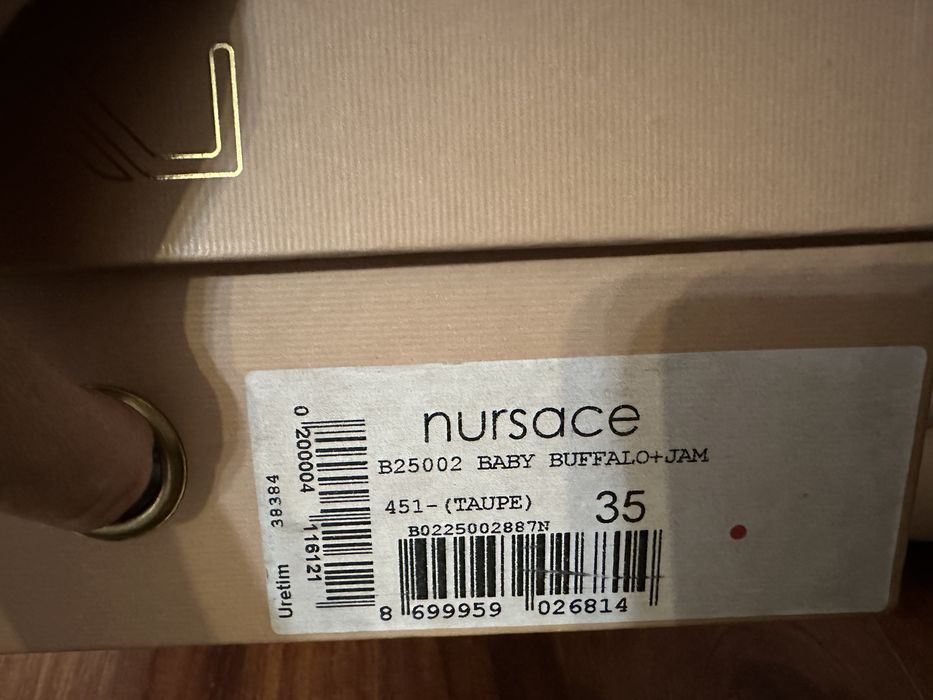 nursace
B25002 BABY BUFFALO+JAM
451-(TAUPE) 35
B0225002887N
8 699959 026814
0 200004 116121
Uretim 38384